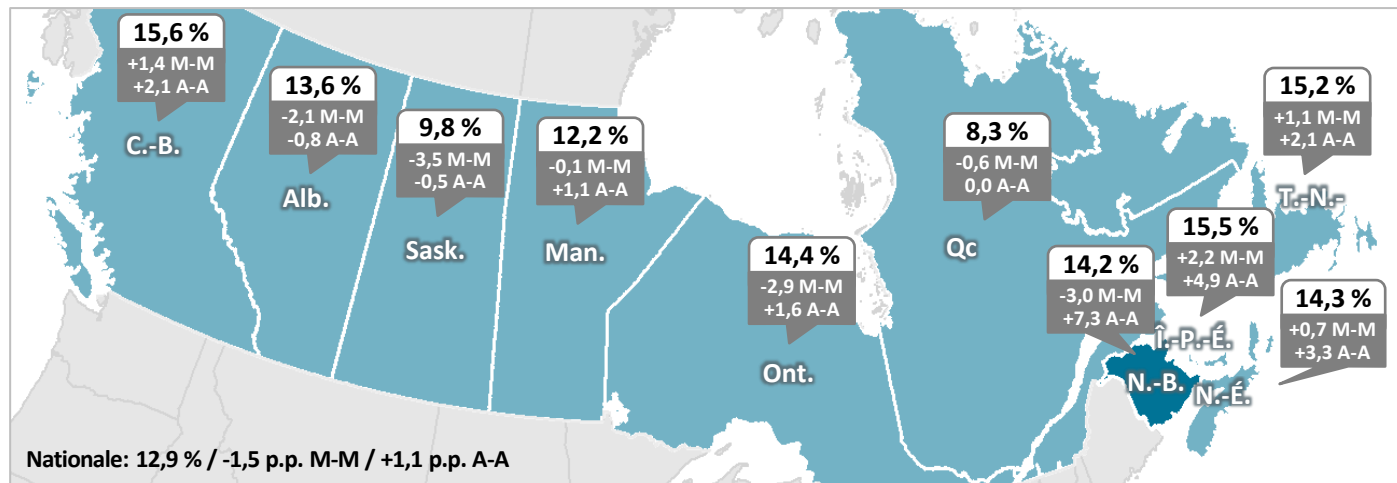 15,6 %
+1,4 M-M
+2,1 A-A
C.-B.
13,6 %
-2,1 M-M
-0,8 A-A
Alb.
9,8 %
-3,5 M-M
-0,5 A-A
Sask.
12,2 %
-0,1 M-M
+1,1 A-A
Man.
14,4 %
-2,9 M-M
+1,6 A-A
Ont.
8,3 %
-0,6 M-M
0,0 A-A
Qc
14,2 %
-3,0 M-M
+7,3 A-A
N.-B.
15,5 %
+2,2 M-M
+4,9 A-A
Î.-P.-É.
15,2 %
+1,1 M-M
+2,1 A-A
T.-N.-
14,3 %
+0,7 M-M
+3,3 A-A
N.-É.
Nationale: 12,9 % / -1,5 p.p. M-M / +1,1 p.p. A-A